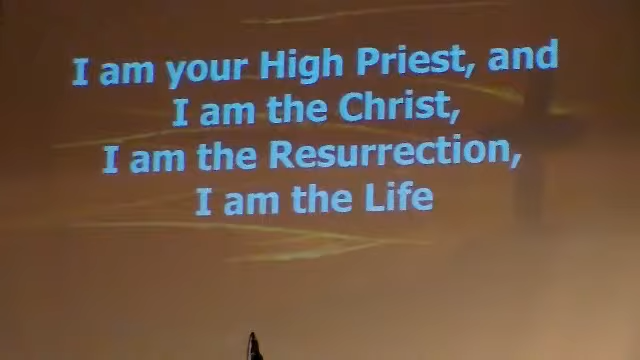 I am your High Priest, and
I am the Christ,
I am the Resurrection,
I am the Life